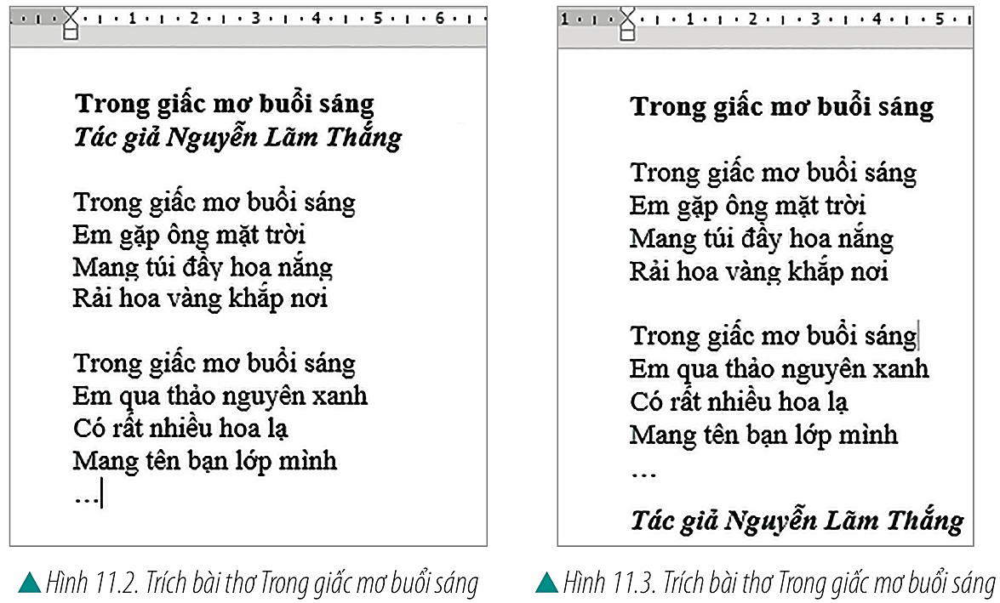 1 2 3 4 5 6
Trong giấc mơ buổi sáng
Tác giả Nguyễn Lãm Thắng
Trong giấc mơ buổi sáng
Em gặp ông mặt trời
Mang túi đầy hoa nắng
Rải hoa vàng khắp nơi
Trong giấc mơ buổi sáng
Em qua thảo nguyên xanh
Có rất nhiều hoa lạ
Mang tên bạn lớp mình
...
▲ Hình 11.2. Trích bài thơ Trong giấc mơ buổi sáng
1 1 2 3 4 5
Trong giấc mơ buổi sáng
Trong giấc mơ buổi sáng
Em gặp ông mặt trời
Mang túi đầy hoa nắng
Rải hoa vàng khắp nơi
Trong giấc mơ buổi sáng
Em qua thảo nguyên xanh
Có rất nhiều hoa lạ
Mang tên bạn lớp mình
...
Tác giả Nguyễn Lãm Thắng
▲ Hình 11.3. Trích bài thơ Trong giấc mơ buổi sáng